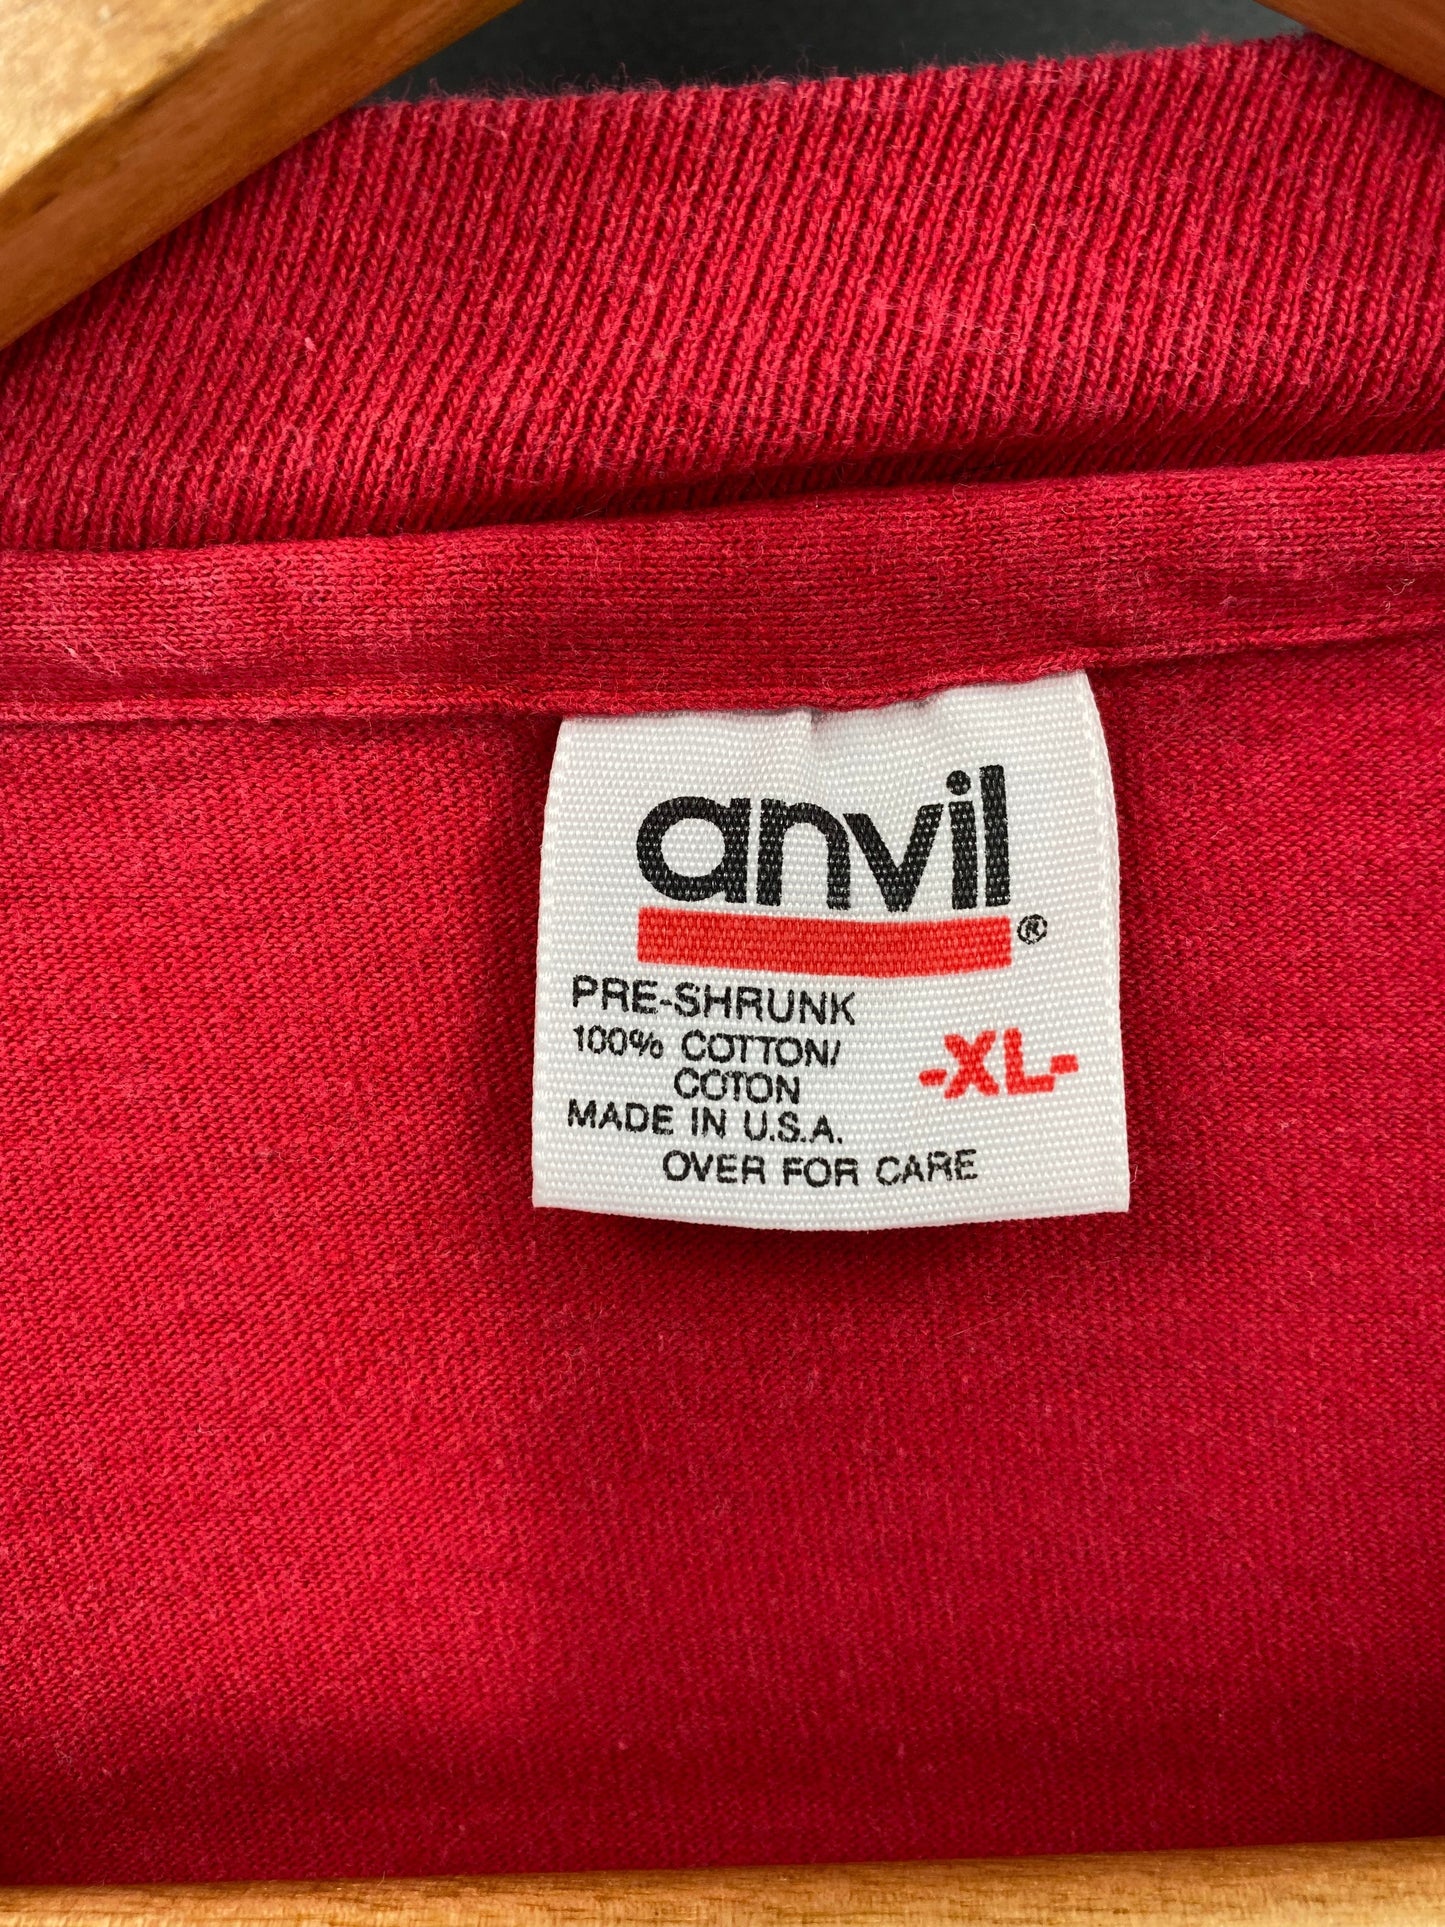 anvil
®
PRE-SHRUNK
100% COTTON/
COTON
-XL-
MADE IN U.S.A.
OVER FOR CARE